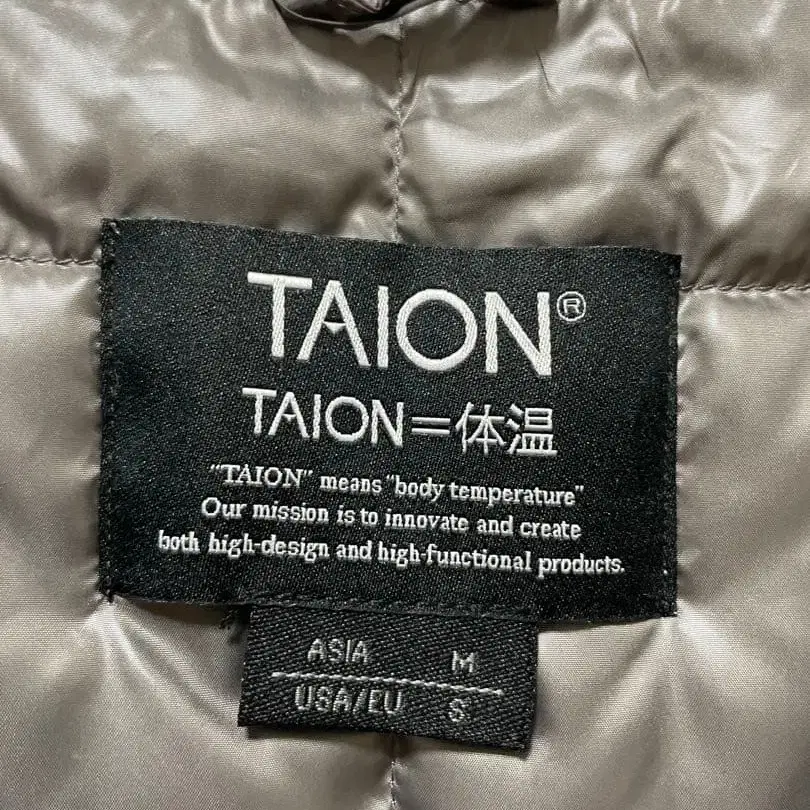 TAION®
TAION=体温
"TAION" means "body temperature"
Our mission is to innovate and create
both high-design and high-functional products.
ASIA M
USA/EU S